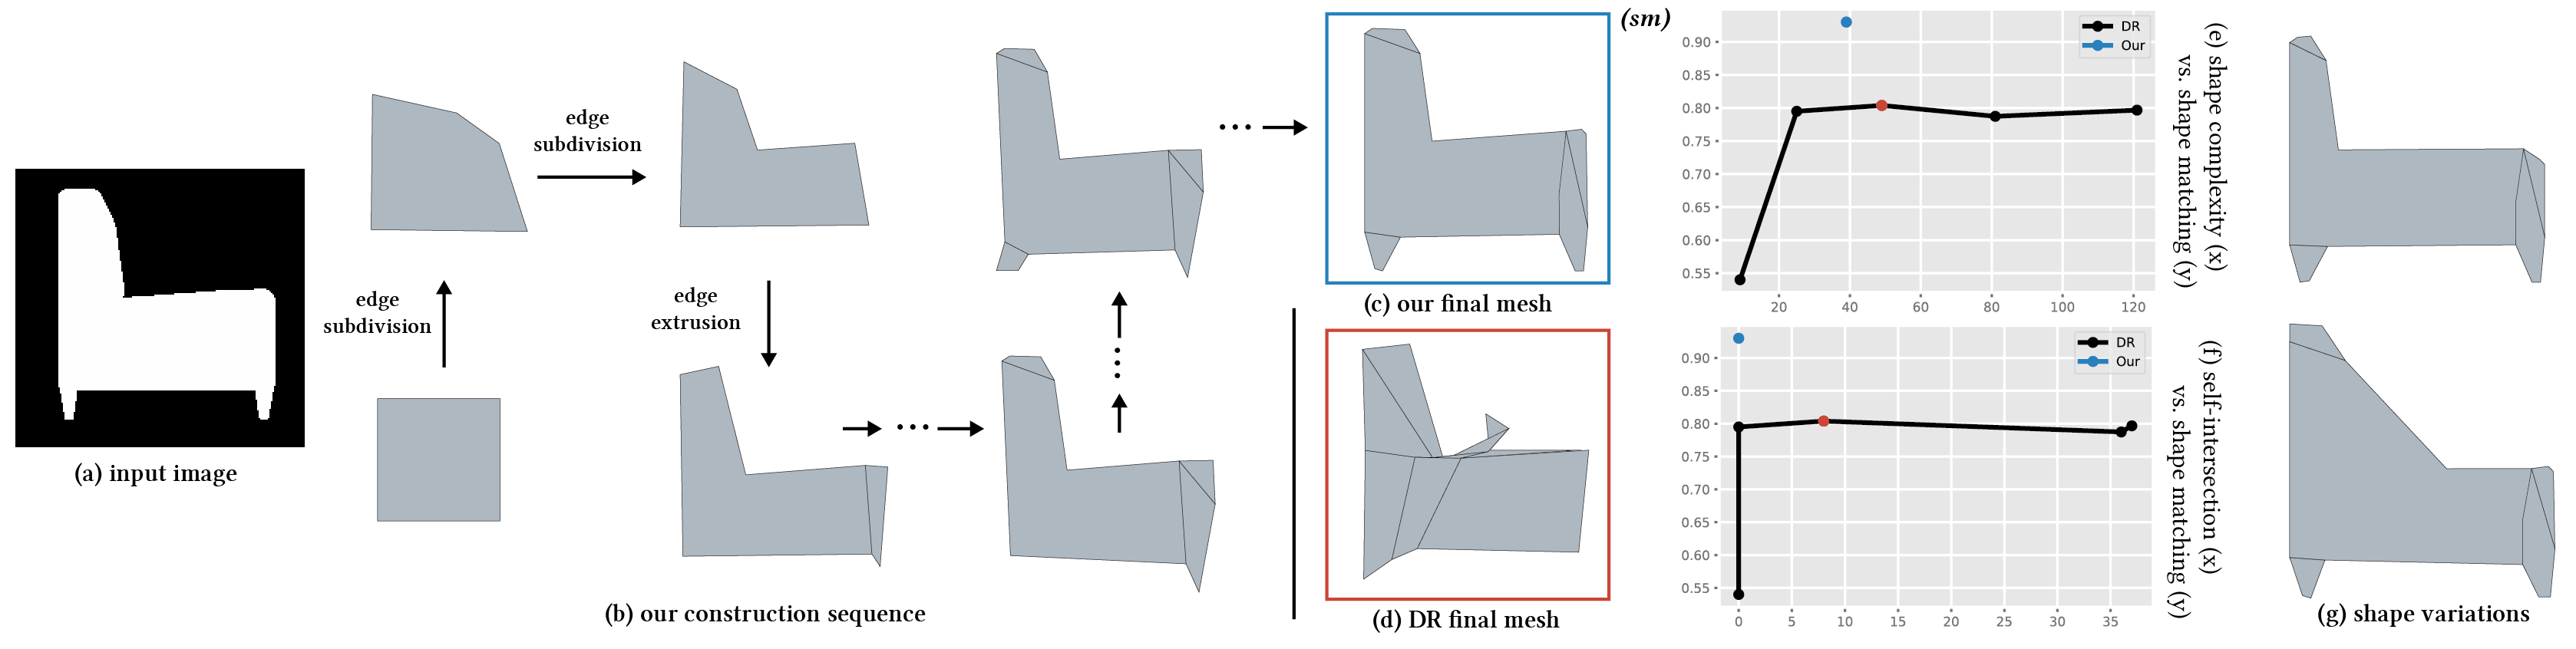 (a) input image
edge
subdivision
edge
subdivision
edge
extrusion
(b) our construction sequence
(c) our final mesh
(d) DR final mesh
(sm)
DR
Our
0.90
0.85
0.80
0.75
0.70
0.65
0.60
0.55
20
40
60
80
100
120
(e) shape complexity (x)
vs. shape matching (y)
DR
Our
0.90
0.85
0.80
0.75
0.70
0.65
0.60
0.55
0
5
10
15
20
25
30
35
(f) self-intersection (x)
vs. shape matching (y)
(g) shape variations